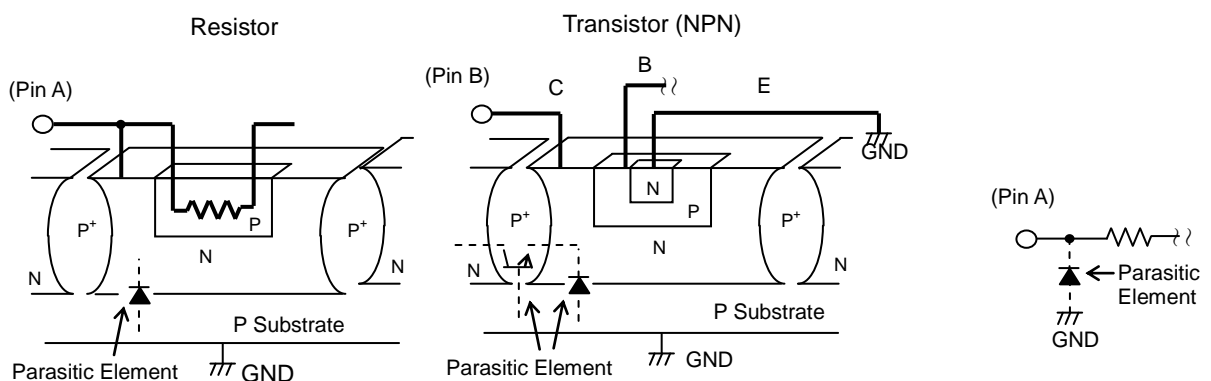 Resistor
(Pin A)
P+
P
N
P+
N
N
P Substrate
GND
Parasitic Element
Transistor (NPN)
(Pin B)
C
B
E
GND
P+
N
P
N
P+
N
N
P Substrate
GND
Parasitic Element
(Pin A)
Parasitic
Element
GND